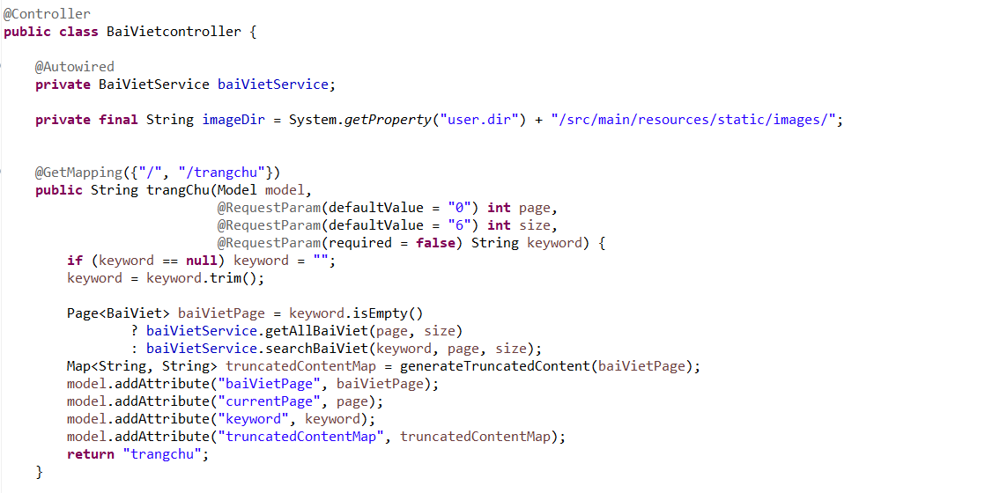 @Controller
public class BaiVietcontroller {
@Autowired
private BaiVietService baiVietService;
private final String imageDir = System.getProperty("user.dir") + "/src/main/resources/static/images/";
@GetMapping({"/", "/trangchu"})
public String trangChu(Model model,
@RequestParam(defaultValue = "0") int page,
@RequestParam(defaultValue = "6") int size,
@RequestParam(required = false) String keyword) {
if (keyword == null) keyword = "";
keyword = keyword.trim();
Page<BaiViet> baiVietPage = keyword.isEmpty()
? baiVietService.getAllBaiViet(page, size)
: baiVietService.searchBaiViet(keyword, page, size);
Map<String, String> truncatedContentMap = generateTruncatedContent(baiVietPage);
model.addAttribute("baiVietPage", baiVietPage);
model.addAttribute("currentPage", page);
model.addAttribute("keyword", keyword);
model.addAttribute("truncatedContentMap", truncatedContentMap);
return "trangchu";
}